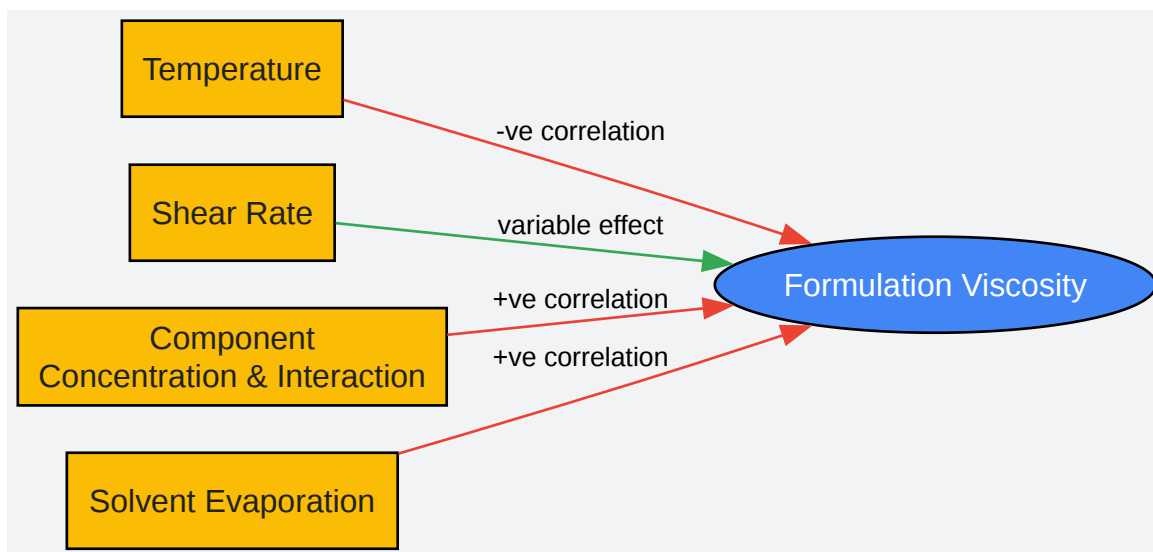 Temperature
-ve correlation
Shear Rate
variable effect
Formulation Viscosity
+ve correlation
Component
Concentration & Interaction
+ve correlation
Solvent Evaporation